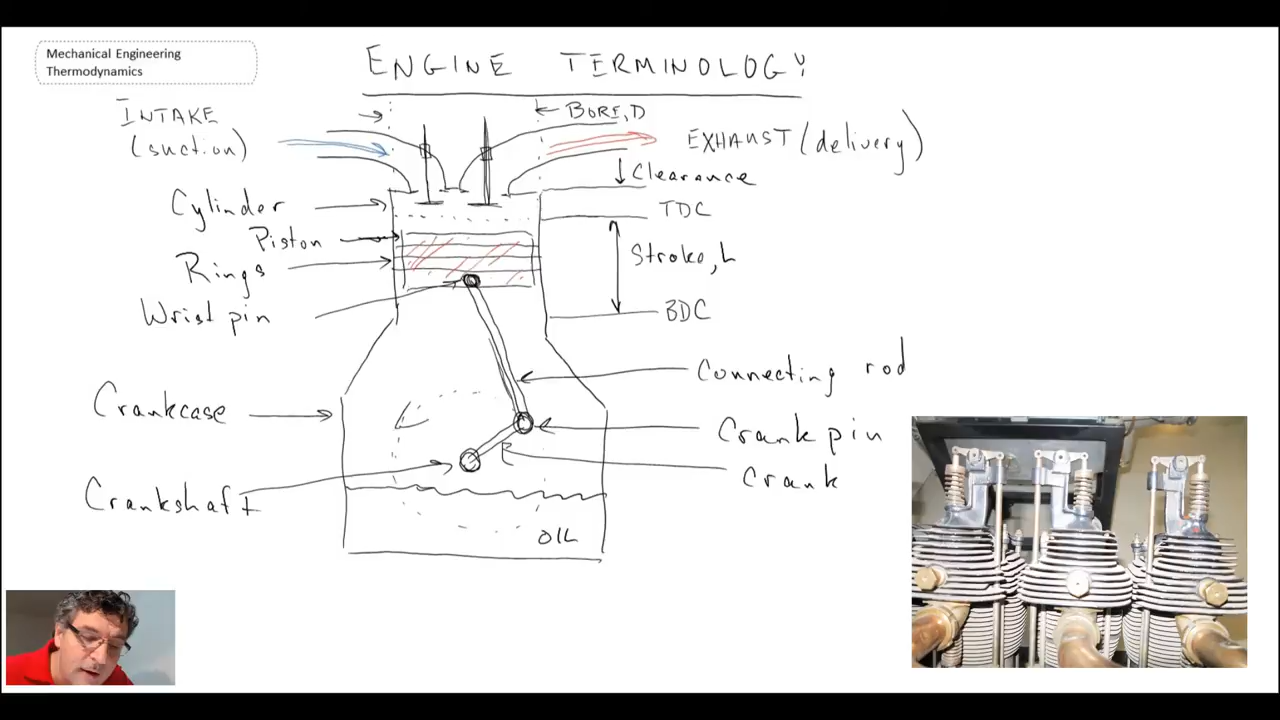 Mechanical Engineering
Thermodynamics
ENGINE TERMINOLOGY
INTAKE
(suction)
BORE, D
EXHAUST (delivery)
Clearance
Cylinder
TDC
Piston
Stroke, L
Rings
Wrist pin
BDC
Connecting rod
Crankcase
Crank pin
Crank
Crankshaft
OIL